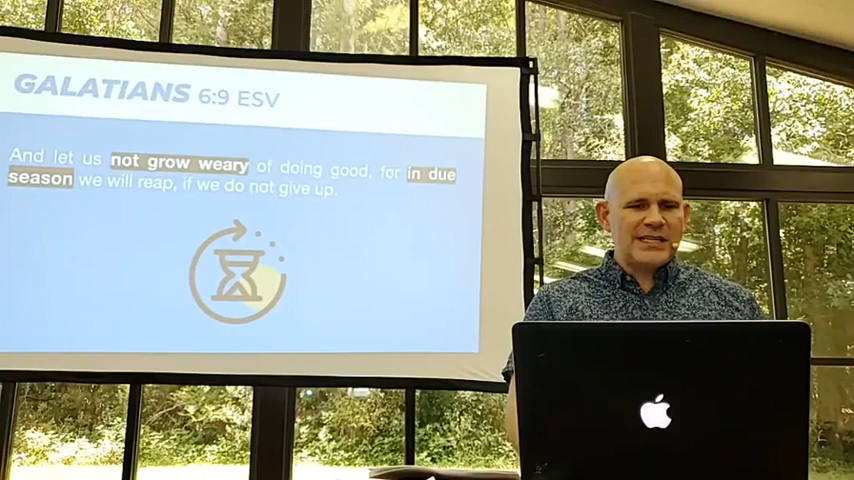 GALATIANS 6:9 ESV
And let us not grow weary of doing good, for in due
season we will reap, if we do not give up.